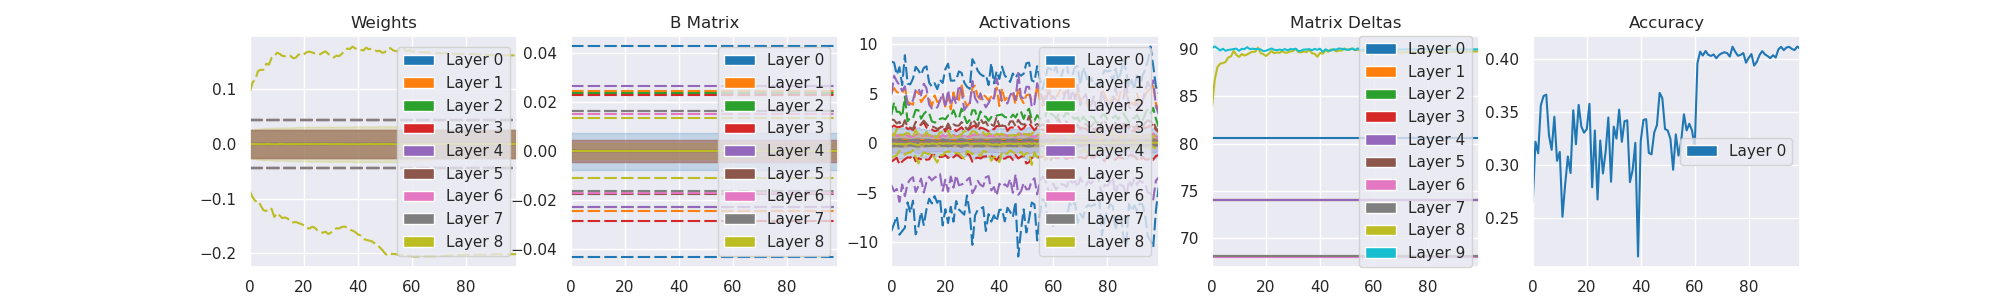 Weights
0.1
0.0
−0.1
−0.2
0
20
40
60
80
Layer 0
Layer 1
Layer 2
Layer 3
Layer 4
Layer 5
Layer 6
Layer 7
Layer 8
B Matrix
0.04
0.02
0.00
−0.02
−0.04
0
20
40
60
80
Layer 0
Layer 1
Layer 2
Layer 3
Layer 4
Layer 5
Layer 6
Layer 7
Layer 8
Activations
10
5
0
−5
−10
0
20
40
60
80
Layer 0
Layer 1
Layer 2
Layer 3
Layer 4
Layer 5
Layer 6
Layer 7
Layer 8
Matrix Deltas
90
85
80
75
70
0
20
40
60
80
Layer 0
Layer 1
Layer 2
Layer 3
Layer 4
Layer 5
Layer 6
Layer 7
Layer 8
Layer 9
Accuracy
0.40
0.35
0.30
0.25
0
20
40
60
80
Layer 0